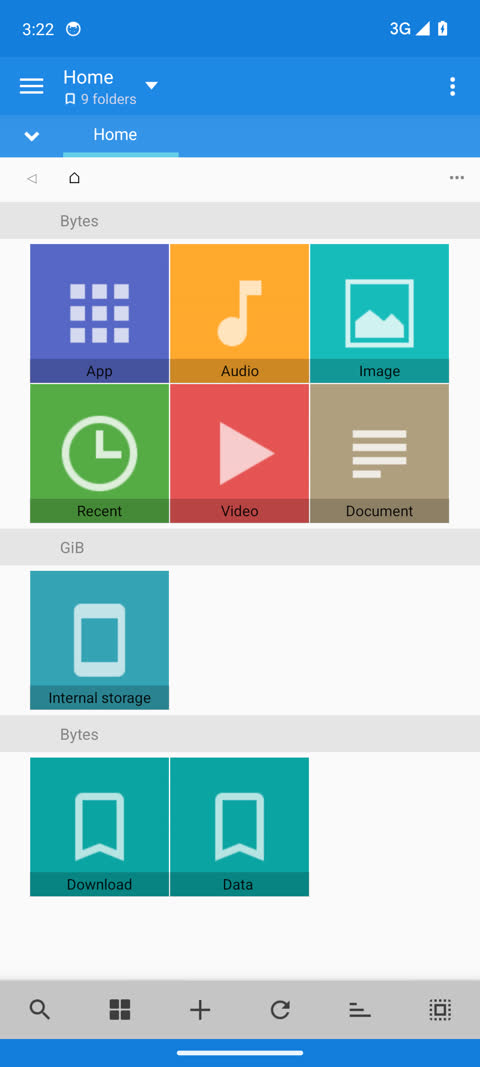 3:22
3G
Home
9 folders
Home
Bytes
App
Audio
Image
Recent
Video
Document
GiB
Internal storage
Bytes
Download
Data